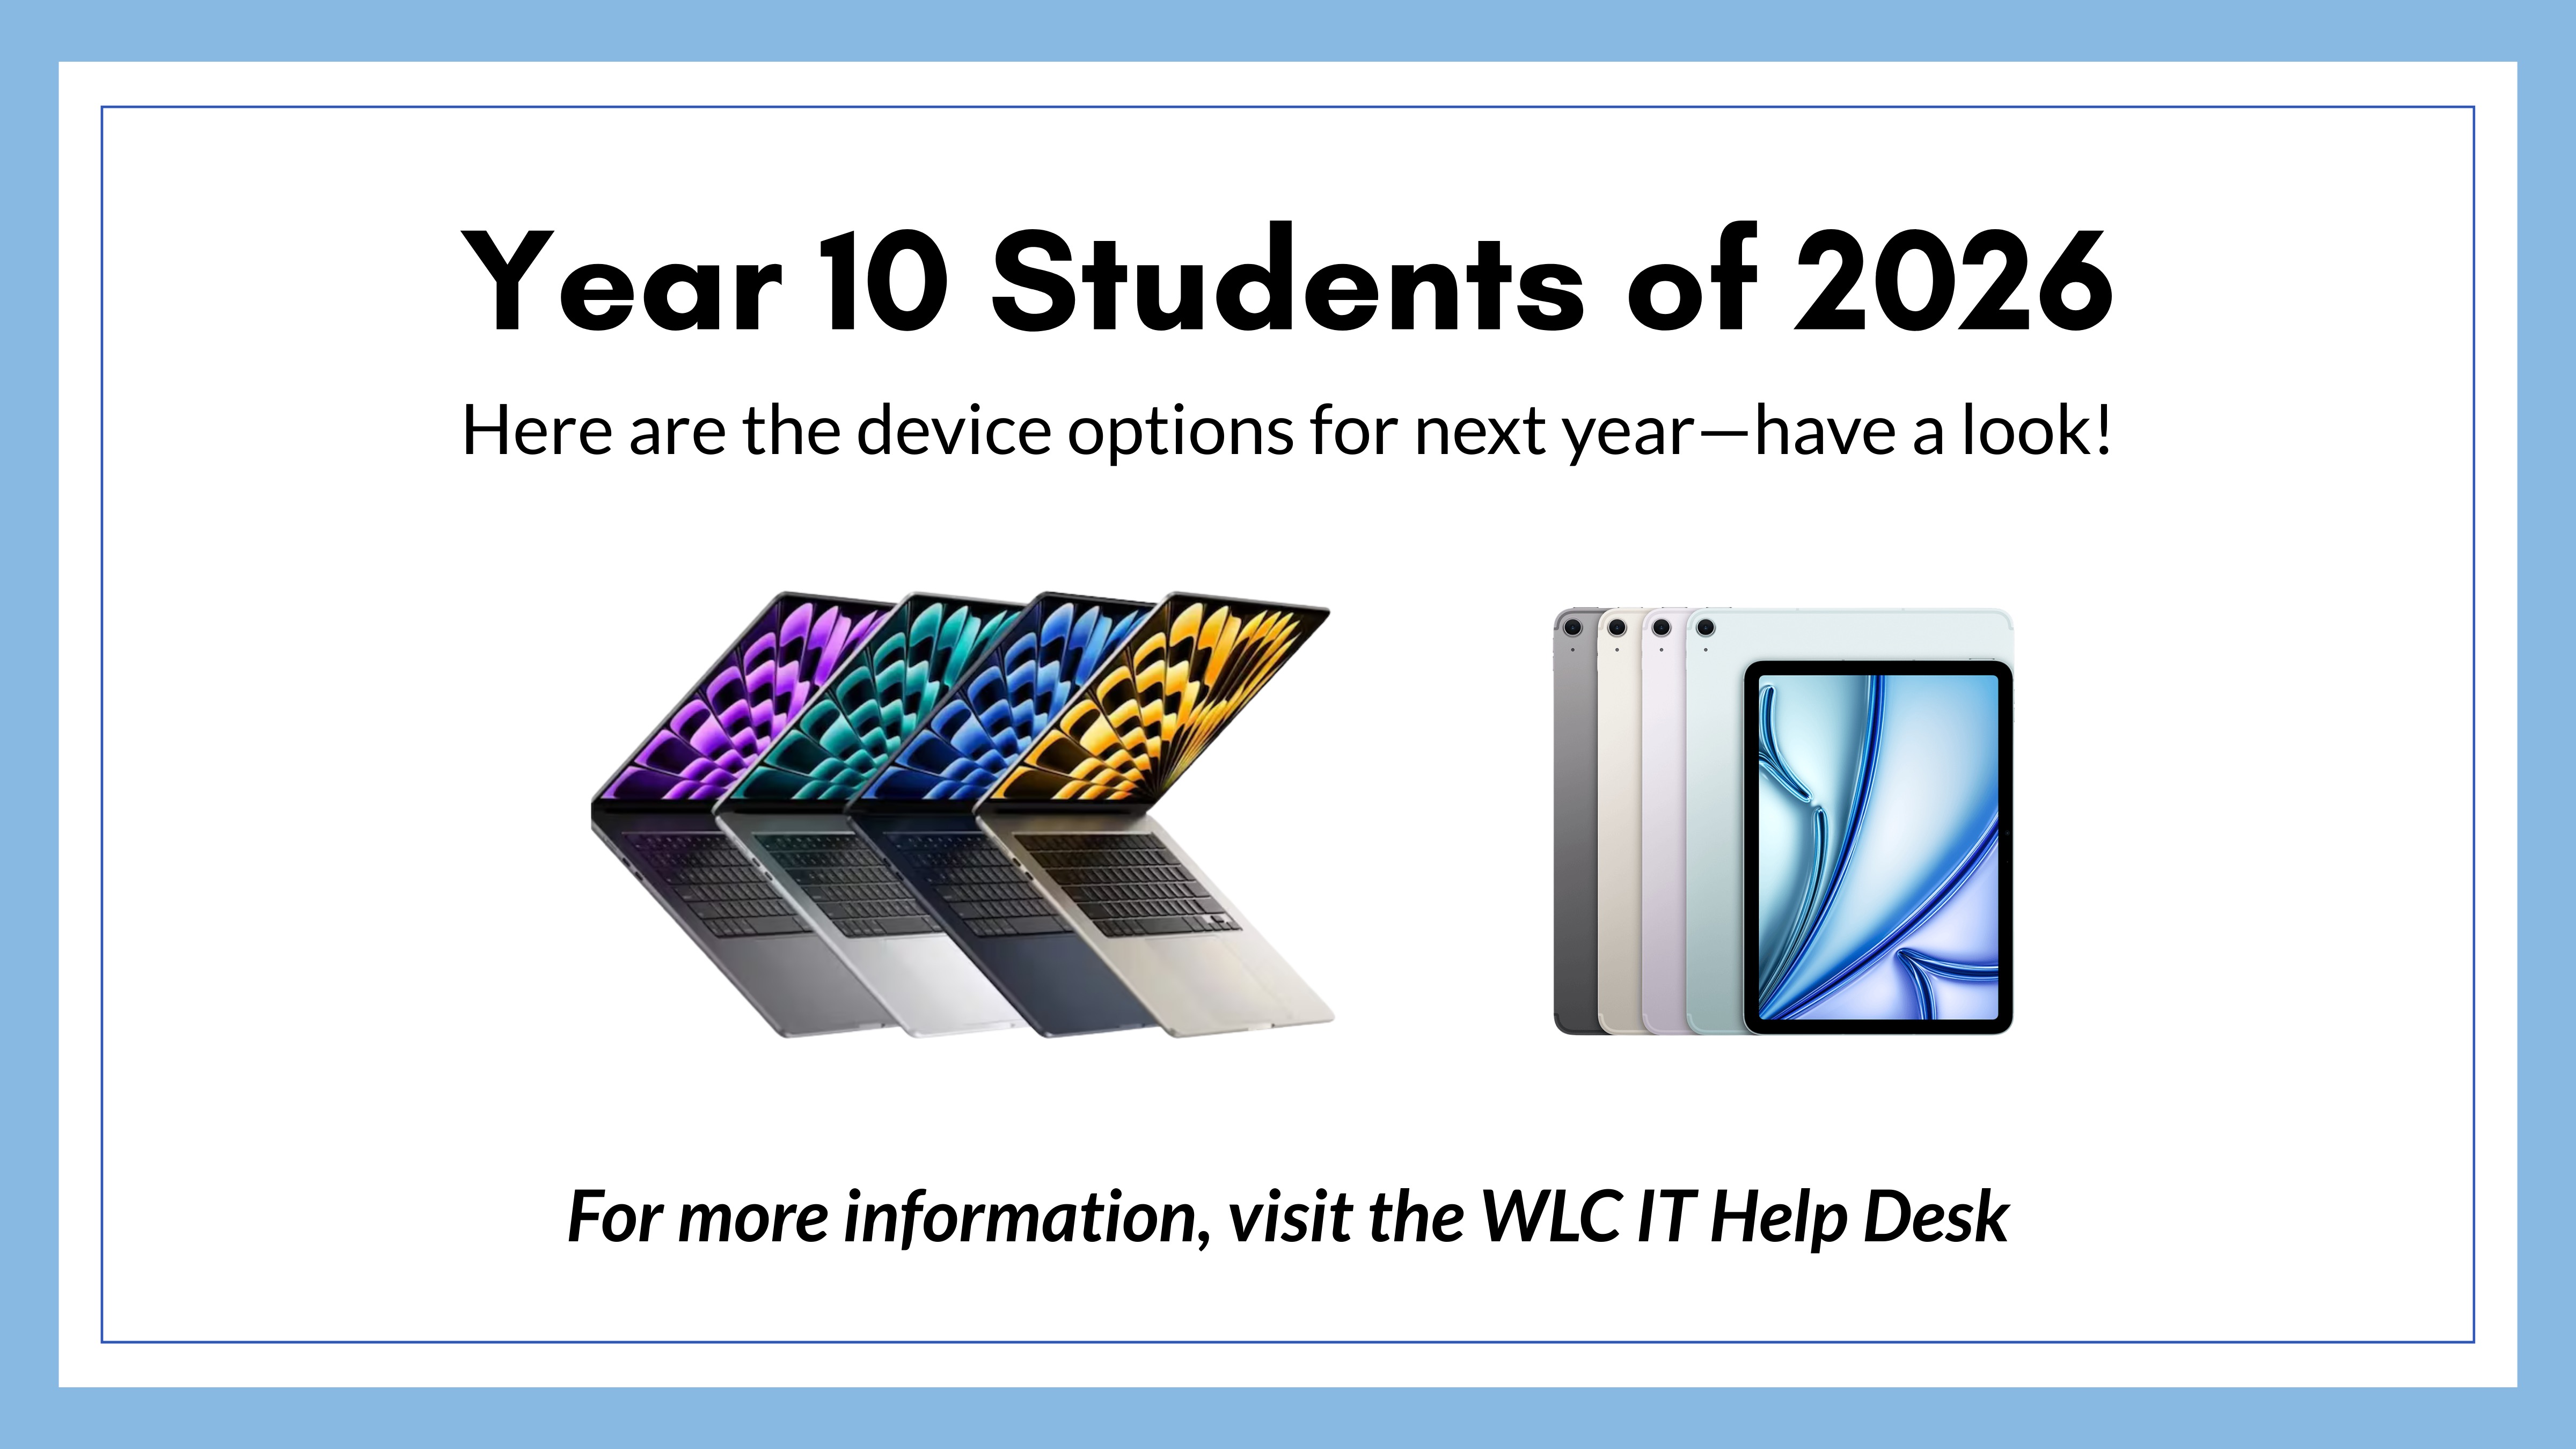 Year 10 Students of 2026
Here are the device options for next year—have a look!
For more information, visit the WLC IT Help Desk